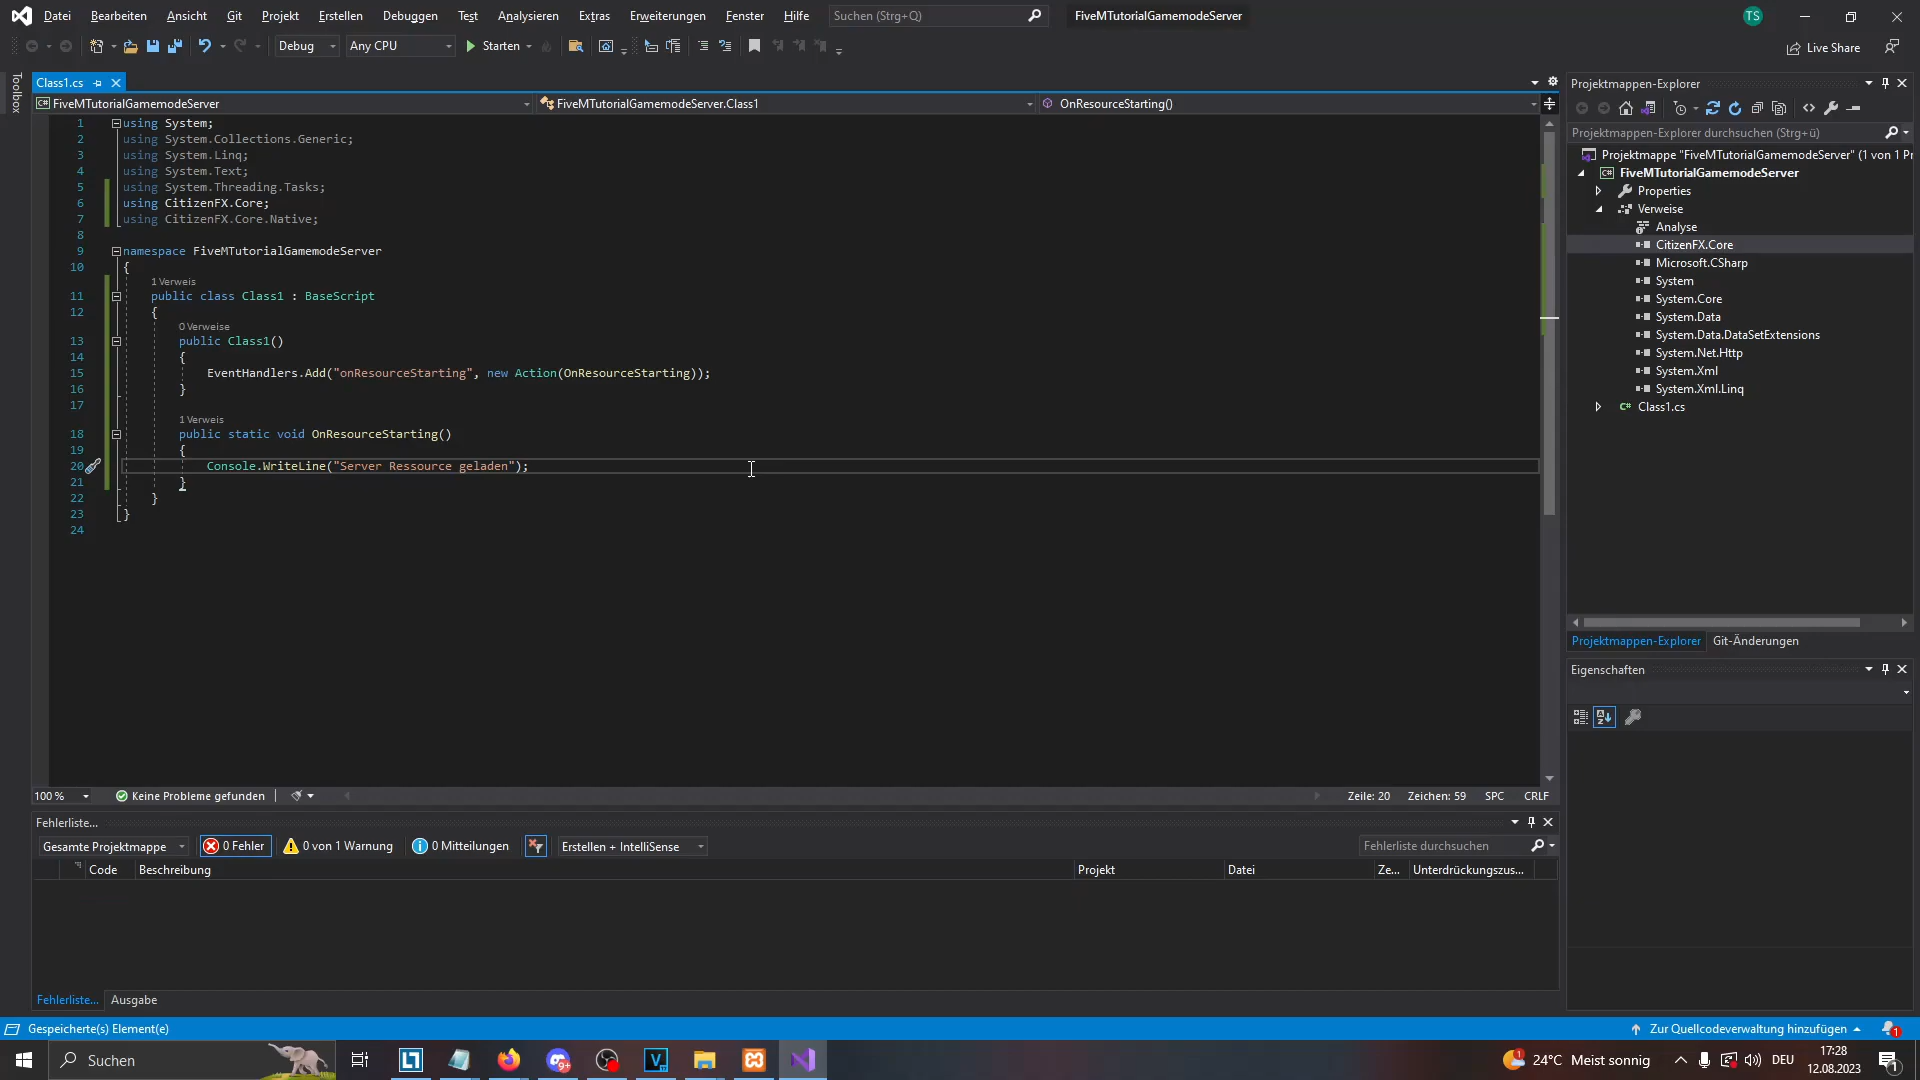 Datei Bearbeiten Ansicht Git Projekt Erstellen Debuggen Test Analysieren Extras Erweiterungen Fenster Hilfe Suchen (Strg+Q) FiveMTutorialGamemodeServer TS
Debug Any CPU Starten Live Share
Toolbox
Class1.cs
FiveMTutorialGamemodeServer FiveMTutorialGamemodeServer.Class1 OnResourceStarting()
1 using System;
2 using System.Collections.Generic;
3 using System.Linq;
4 using System.Text;
5 using System.Threading.Tasks;
6 using CitizenFX.Core;
7 using CitizenFX.Core.Native;
8
9 namespace FiveMTutorialGamemodeServer
10 {
1 Verweis
11 public class Class1 : BaseScript
12 {
0 Verweise
13 public Class1()
14 {
15 EventHandlers.Add("onResourceStarting", new Action(OnResourceStarting));
16 }
17
1 Verweis
18 public static void OnResourceStarting()
19 {
20 Console.WriteLine("Server Ressource geladen");
21 }
22 }
23 }
24
100 % Keine Probleme gefunden Zeile: 20 Zeichen: 59 SPC CRLF
Fehlerliste...
Gesamte Projektmappe 0 Fehler 0 von 1 Warnung 0 Mitteilungen Erstellen + IntelliSense Fehlerliste durchsuchen
Code Beschreibung Projekt Datei Ze... Unterdrückungszus...
Fehlerliste... Ausgabe
Projektmappen-Explorer
Projektmappen-Explorer durchsuchen (Strg+ü)
Projektmappe "FiveMTutorialGamemodeServer" (1 von 1 Pr
FiveMTutorialGamemodeServer
Properties
Verweise
Analyse
CitizenFX.Core
Microsoft.CSharp
System
System.Core
System.Data
System.Data.DataSetExtensions
System.Net.Http
System.Xml
System.Xml.Linq
Class1.cs
Projektmappen-Explorer Git-Änderungen
Eigenschaften
Gespeicherte(s) Element(e) Zur Quellcodeverwaltung hinzufügen 1
Suchen 9+ 1 24°C Meist sonnig DEU 17:28
12.08.2023 1